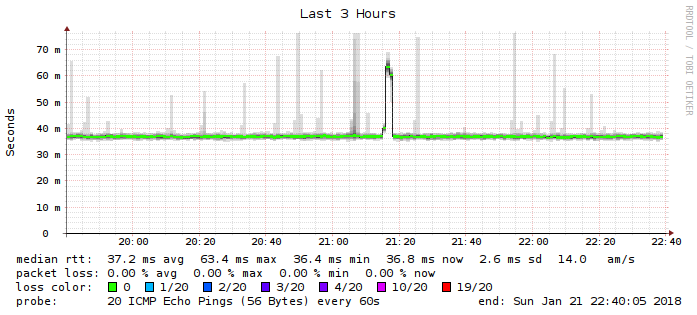 Last 3 Hours
RRDTOOL / TOBI OETIKER
Seconds
70 m
60 m
50 m
40 m
30 m
20 m
10 m
0
20:00 20:20 20:40 21:00 21:20 21:40 22:00 22:20 22:40
median rtt: 37.2 ms avg 63.4 ms max 36.4 ms min 36.8 ms now 2.6 ms sd 14.0 am/s
packet loss: 0.00 % avg 0.00 % max 0.00 % min 0.00 % now
loss color: 0 1/20 2/20 3/20 4/20 10/20 19/20
probe: 20 ICMP Echo Pings (56 Bytes) every 60s end: Sun Jan 21 22:40:05 2018